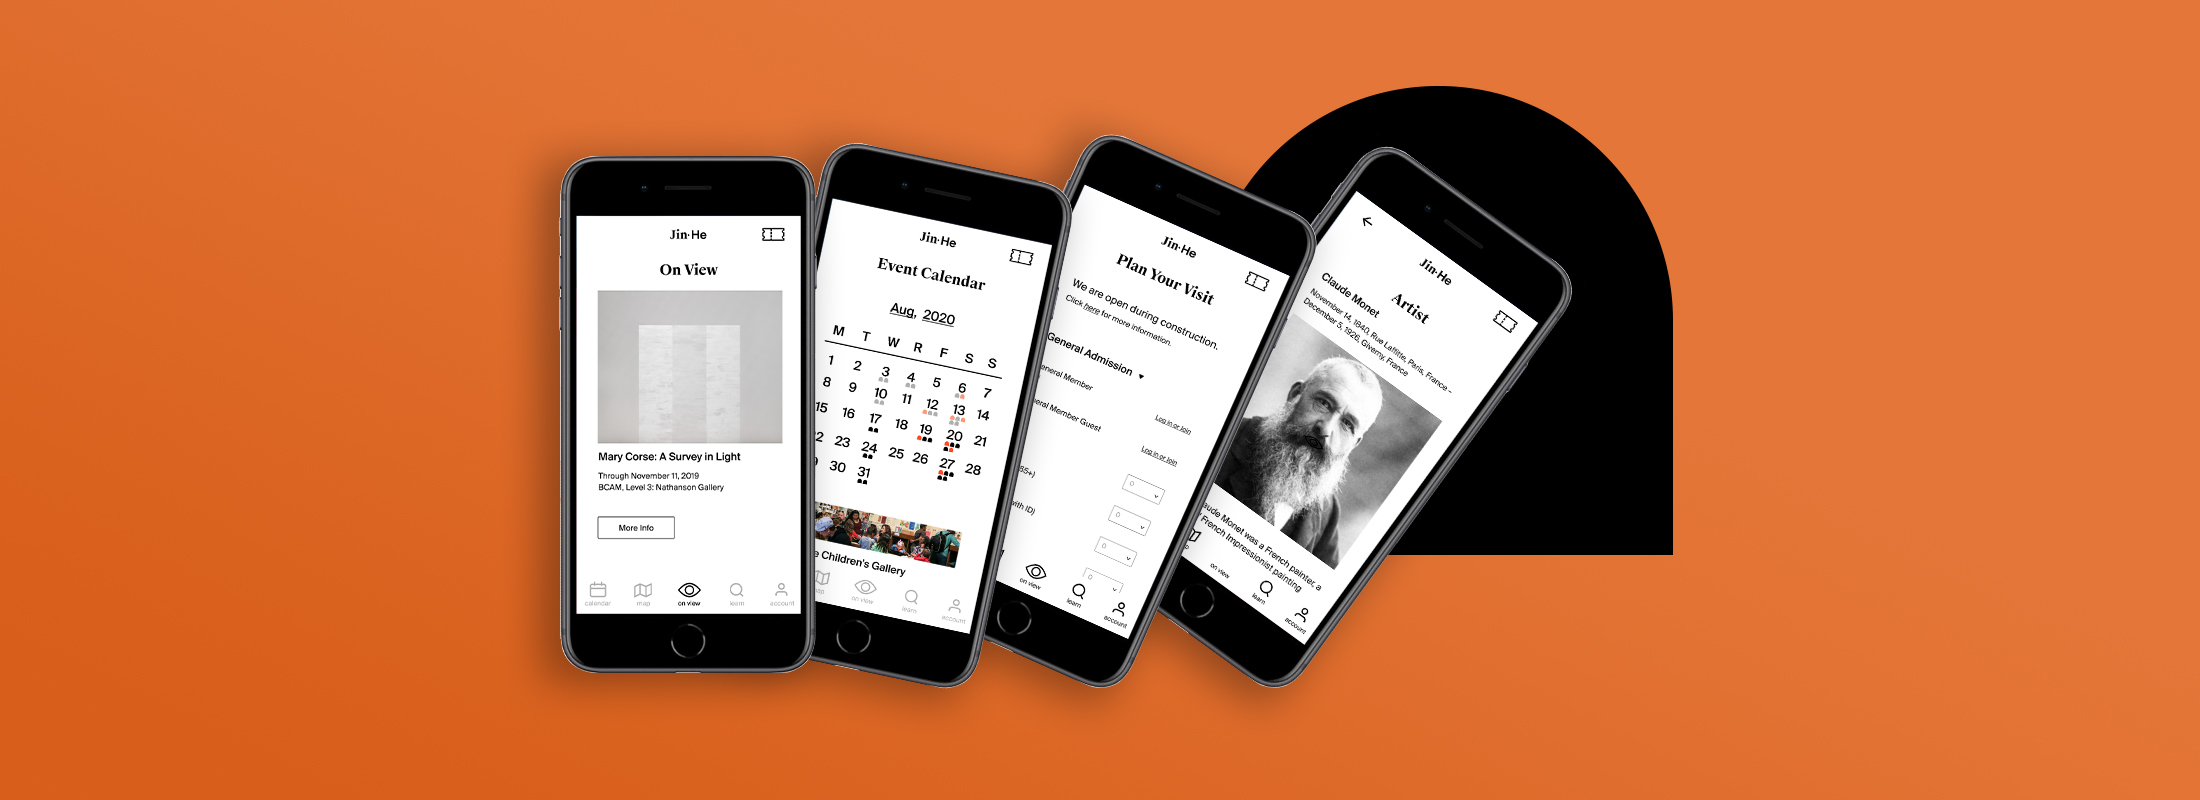 Jin·He
On View
Mary Corse: A Survey in Light
Through November 11, 2019
BCAM, Level 3: Nathanson Gallery
More Info
calendar map on view learn account
Jin·He
Event Calendar
Aug, 2020
M T W R F S S
1 2 3 4 5 6 7
8 9 10 11 12 13 14
15 16 17 18 19 20 21
2 23 24 25 26 27 28
30 31
Children's Gallery
on view learn account
Jin·He
Plan Your Visit
We are open during construction.
Click here for more information.
General Admission
eneral Member
Log in or Join
eral Member Guest
Log in or Join
65+)
0
with ID)
0
0
0
on view learn account
Jin·He
Artist
Claude Monet
November 14, 1840, Rue Laffitte, Paris, France –
December 5, 1926, Giverny, France
aude Monet was a French painter, a
French Impressionist painting
on view learn account